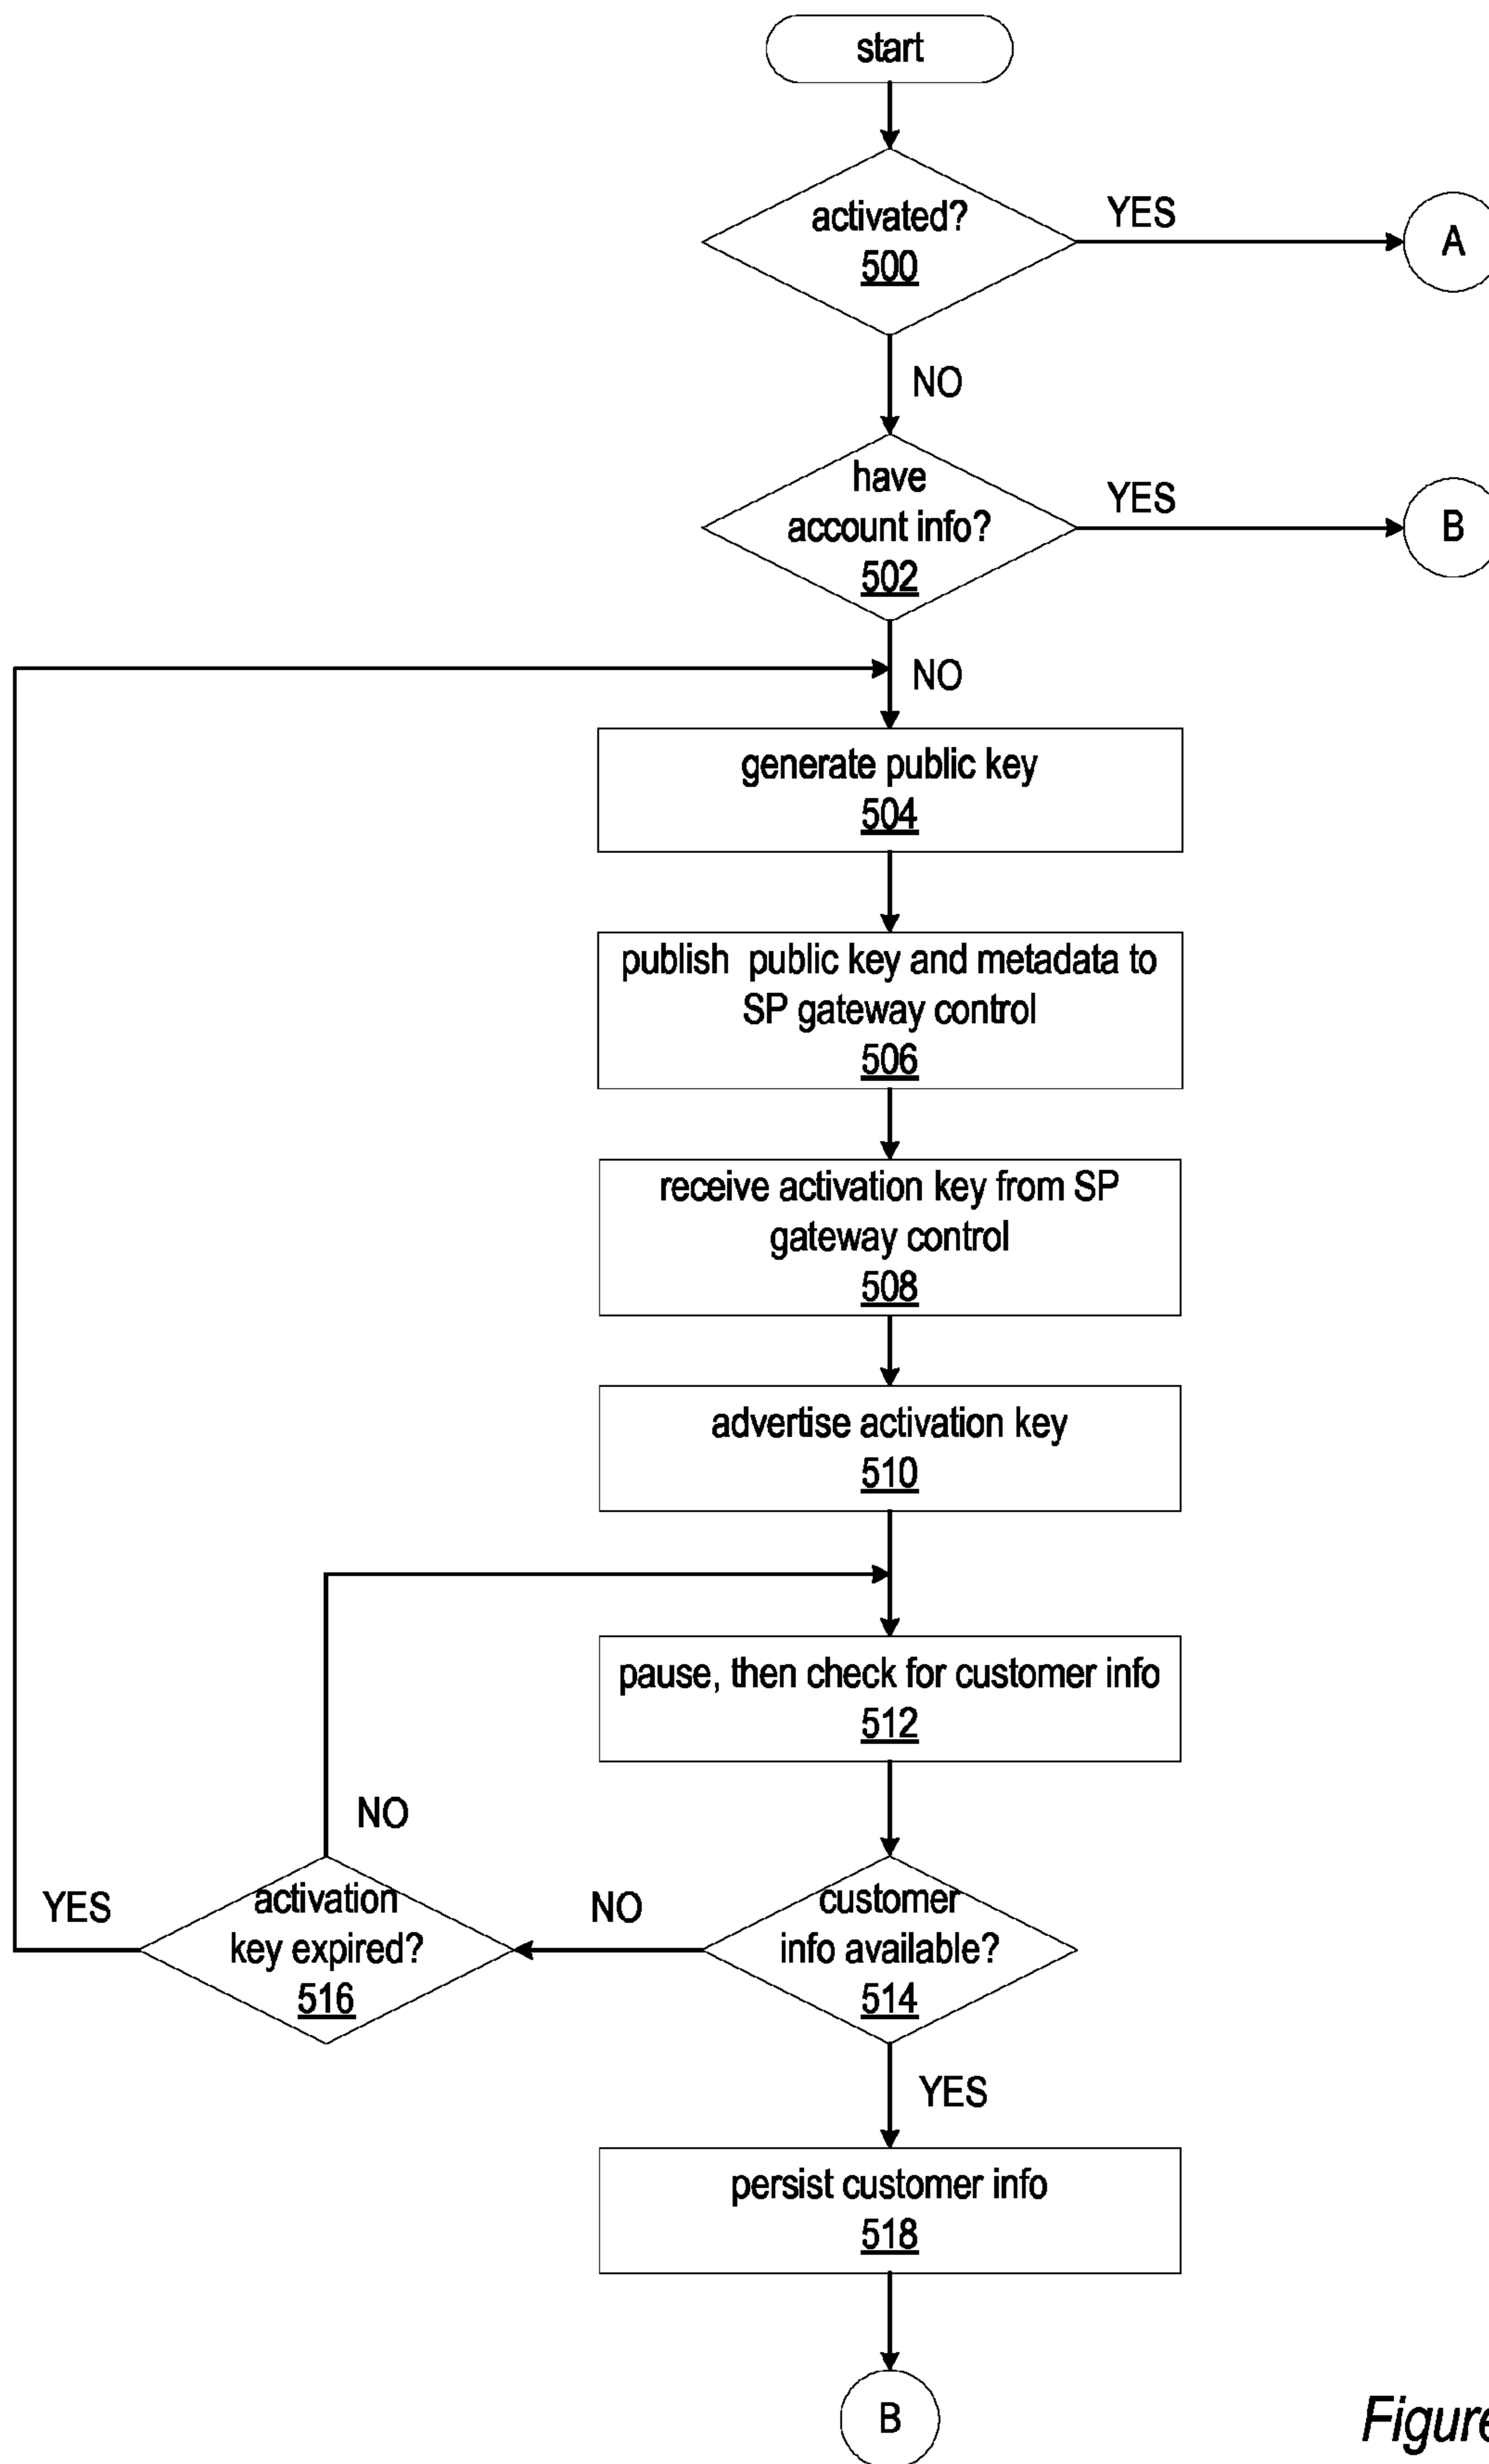 start
activated?
500
YES
A
NO
have
account info?
502
YES
B
NO
generate public key
504
publish public key and metadata to
SP gateway control
506
receive activation key from SP
gateway control
508
advertise activation key
510
pause, then check for customer info
512
NO
YES
activation
key expired?
516
NO
customer
info available?
514
YES
persist customer info
518
B
Figure